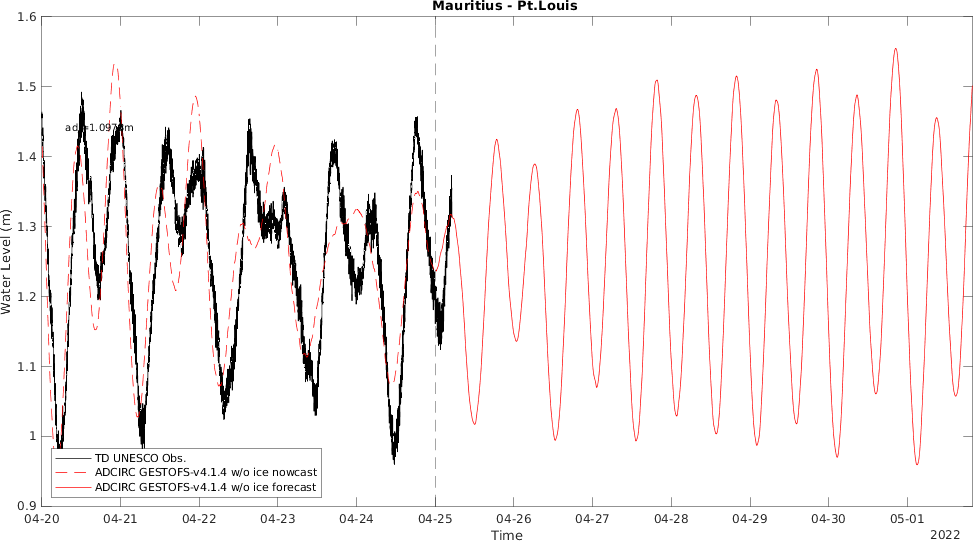 Mauritius - Pt.Louis
1.6
1.5
1.4
1.3
1.2
1.1
1
0.9
Water Level (m)
TD UNESCO Obs.
ADCIRC GESTOFS-v4.1.4 w/o ice nowcast
ADCIRC GESTOFS-v4.1.4 w/o ice forecast
04-20 04-21 04-22 04-23 04-24 04-25 04-26 04-27 04-28 04-29 04-30 05-01
Time
2022